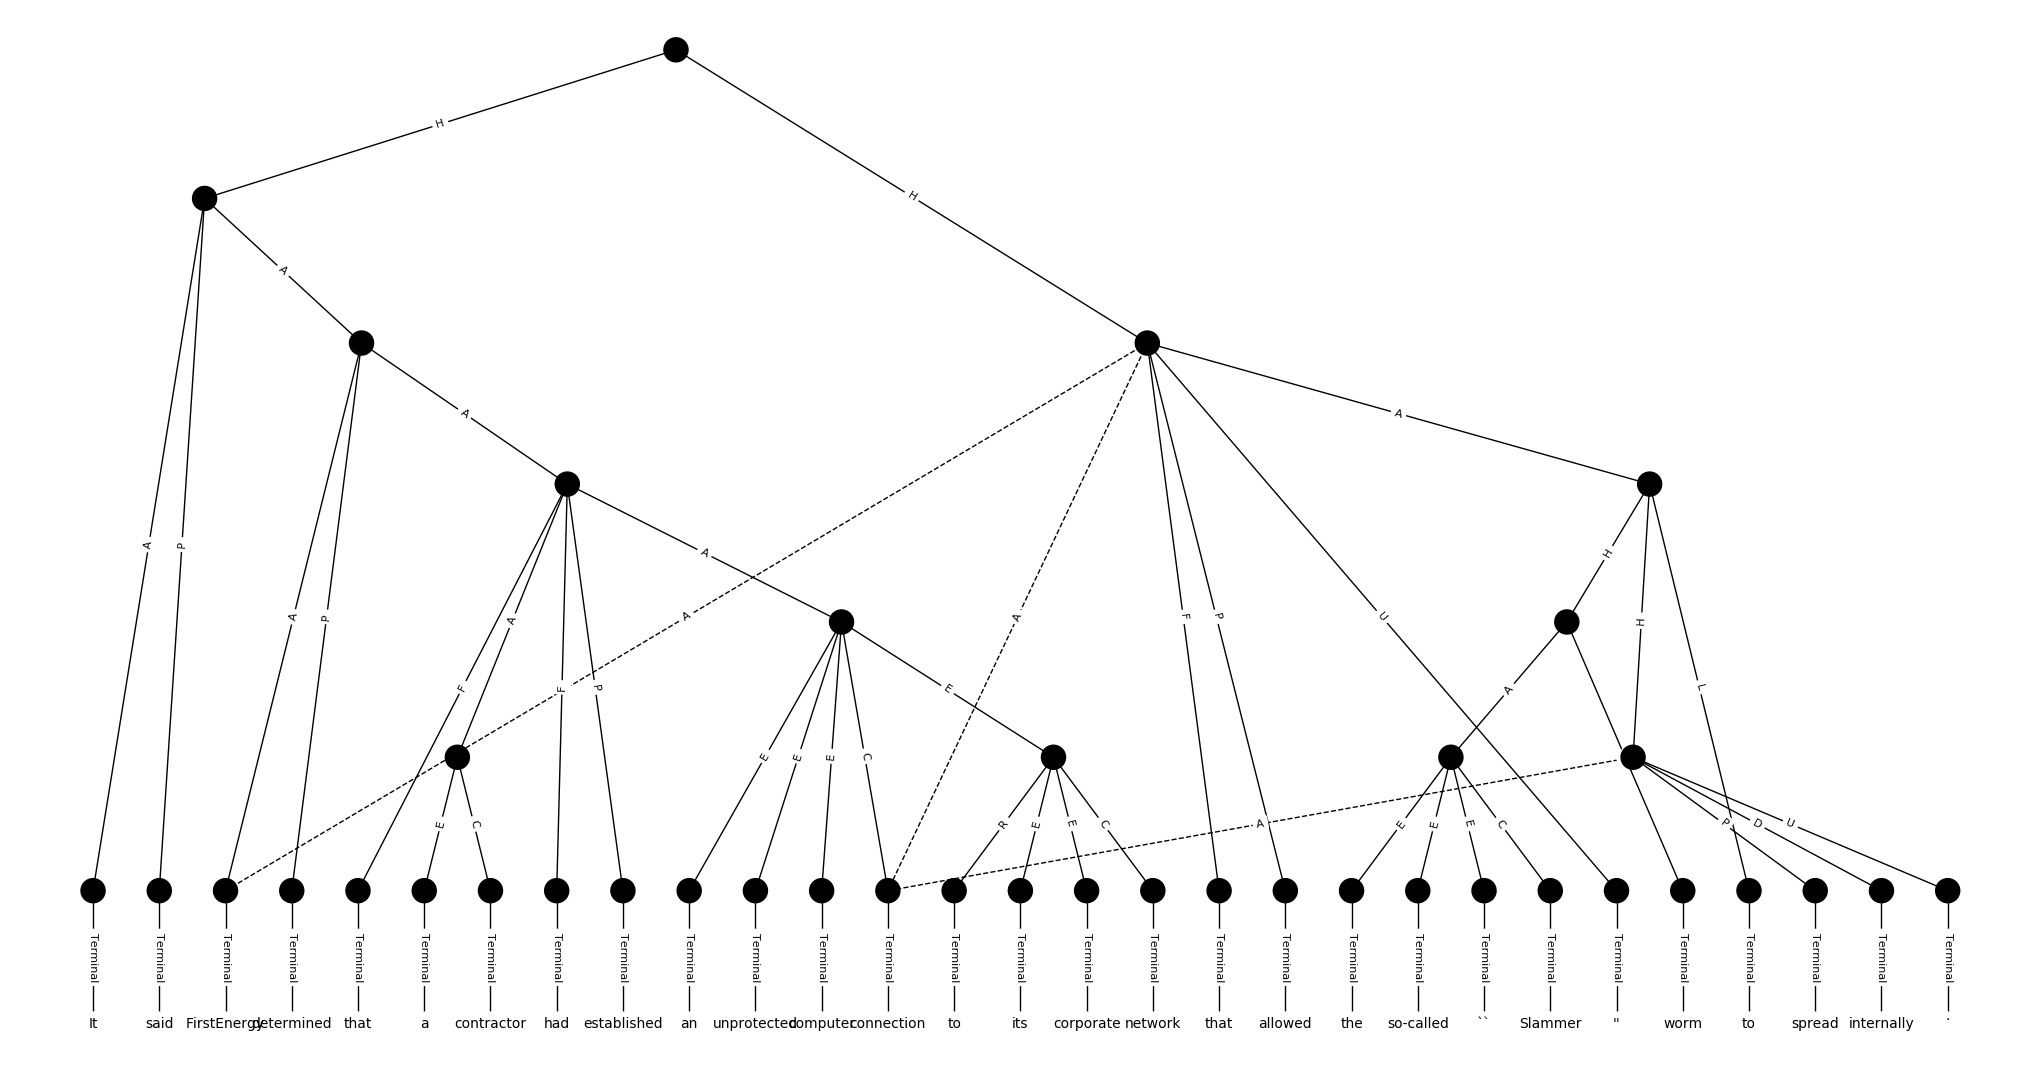 H
H
A
A
A
A
A
P
A
P
A
A
F
P
U
H
H
L
F
A
F
P
E
A
E
E
E
C
E
C
R
E
E
C
A
E
E
E
C
P
D
U
Terminal Terminal Terminal Terminal Terminal Terminal Terminal Terminal Terminal Terminal Terminal Terminal Terminal Terminal Terminal Terminal Terminal Terminal Terminal Terminal Terminal Terminal Terminal Terminal Terminal Terminal Terminal Terminal Terminal
It said FirstEnergy determined that a contractor had established an unprotected computer connection to its corporate network that allowed the so-called `` Slammer " worm to spread internally .